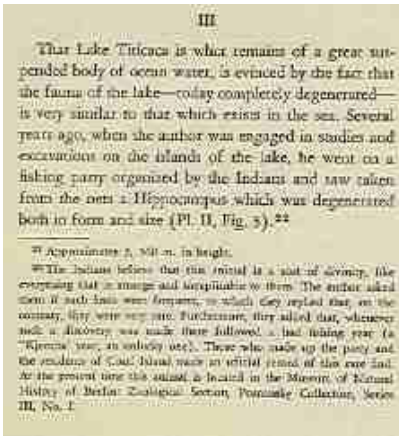 III
That Lake Titicaca is what remains of a great sus-
pended body of ocean water, is evinced by the fact that
the fauna of the lake—today completely degenerated—
is very similar to that which exists in the sea. Several
years ago, when the author was engaged in studies and
excavations on the islands of the lake, he went on a
fishing party organized by the Indians and saw taken
from the nets a Hippocampus which was degenerated
both in form and size (Pl. II, Fig. 3).²²
²¹ Approximately m. in height.
²² The Indians believe that this animal is a sort of divinity, like
everything that is strange and inexplicable to them. The author asked
them if such finds were frequent, to which they replied that, on the
contrary, they were very rare. Furthermore, they added that, whenever
such a discovery was made there followed a bad fishing year (a
year, an unlucky one). Those who made up the party and
the residents of Island made an official record of this rare find.
At the present time this animal is located in the Museum of Natural
History of Berlin: Zoological Section, Posnansky Collection, Series
III, No. 1.